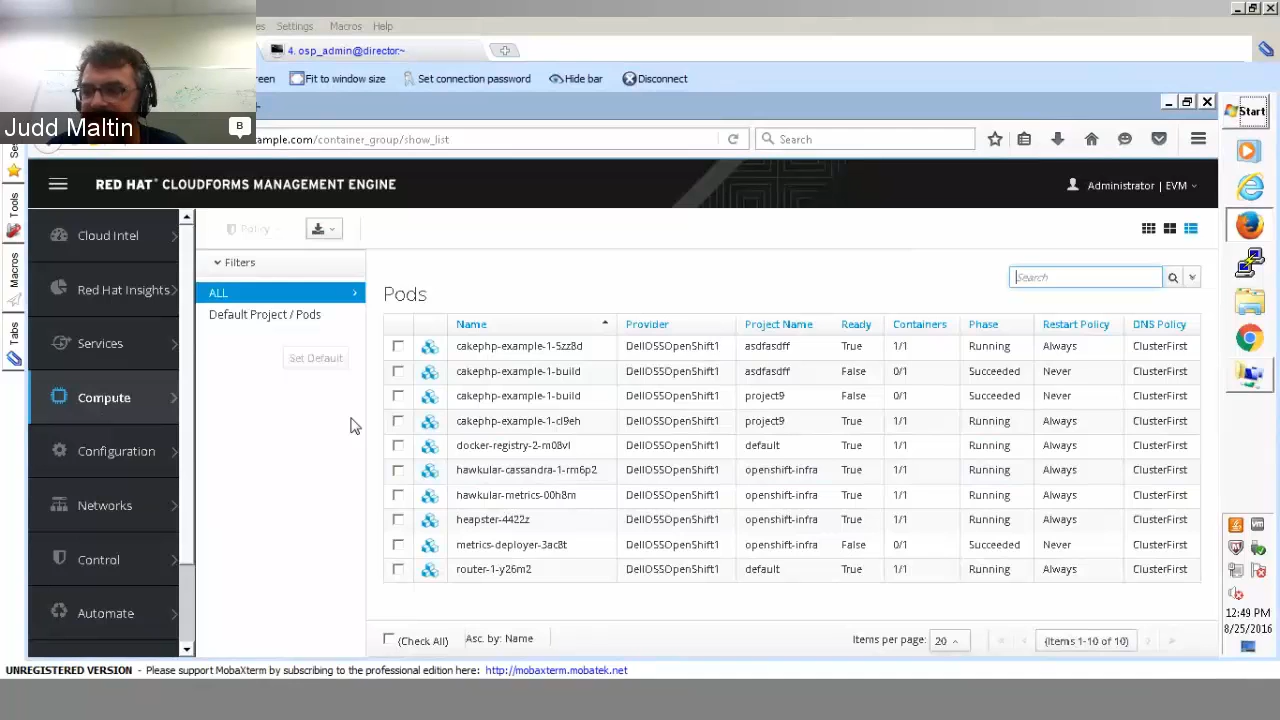 Settings Macros Help
4. osp_admin@director:~
Fit to window size Set connection password Hide bar Disconnect
Judd Maltin
B
ample.com/container_group/show_list
Search
Start
Tools
Macros
Tabs
RED HAT® CLOUDFORMS MANAGEMENT ENGINE
Administrator | EVM
Cloud Intel
Red Hat Insights
Services
Compute
Configuration
Networks
Control
Automate
Policy
Filters
ALL
Default Project / Pods
Set Default
Search
Pods
Name Provider Project Name Ready Containers Phase Restart Policy DNS Policy
cakephp-example-1-5zz8d DellOSSOpenShift1 asdfasdff True 1/1 Running Always ClusterFirst
cakephp-example-1-build DellOSSOpenShift1 asdfasdff False 0/1 Succeeded Never ClusterFirst
cakephp-example-1-build DellOSSOpenShift1 project9 False 0/1 Succeeded Never ClusterFirst
cakephp-example-1-cl9eh DellOSSOpenShift1 project9 True 1/1 Running Always ClusterFirst
docker-registry-2-m08vl DellOSSOpenShift1 default True 1/1 Running Always ClusterFirst
hawkular-cassandra-1-rm6p2 DellOSSOpenShift1 openshift-infra True 1/1 Running Always ClusterFirst
hawkular-metrics-00h8m DellOSSOpenShift1 openshift-infra True 1/1 Running Always ClusterFirst
heapster-4422z DellOSSOpenShift1 openshift-infra True 1/1 Running Always ClusterFirst
metrics-deployer-3ac8t DellOSSOpenShift1 openshift-infra False 0/1 Succeeded Never ClusterFirst
router-1-y26m2 DellOSSOpenShift1 default True 1/1 Running Always ClusterFirst
(Check All) Asc. by: Name
Items per page: 20
(Items 1-10 of 10)
12:49 PM
8/25/2016
UNREGISTERED VERSION - Please support MobaXterm by subscribing to the professional edition here: http://mobaxterm.mobatek.net